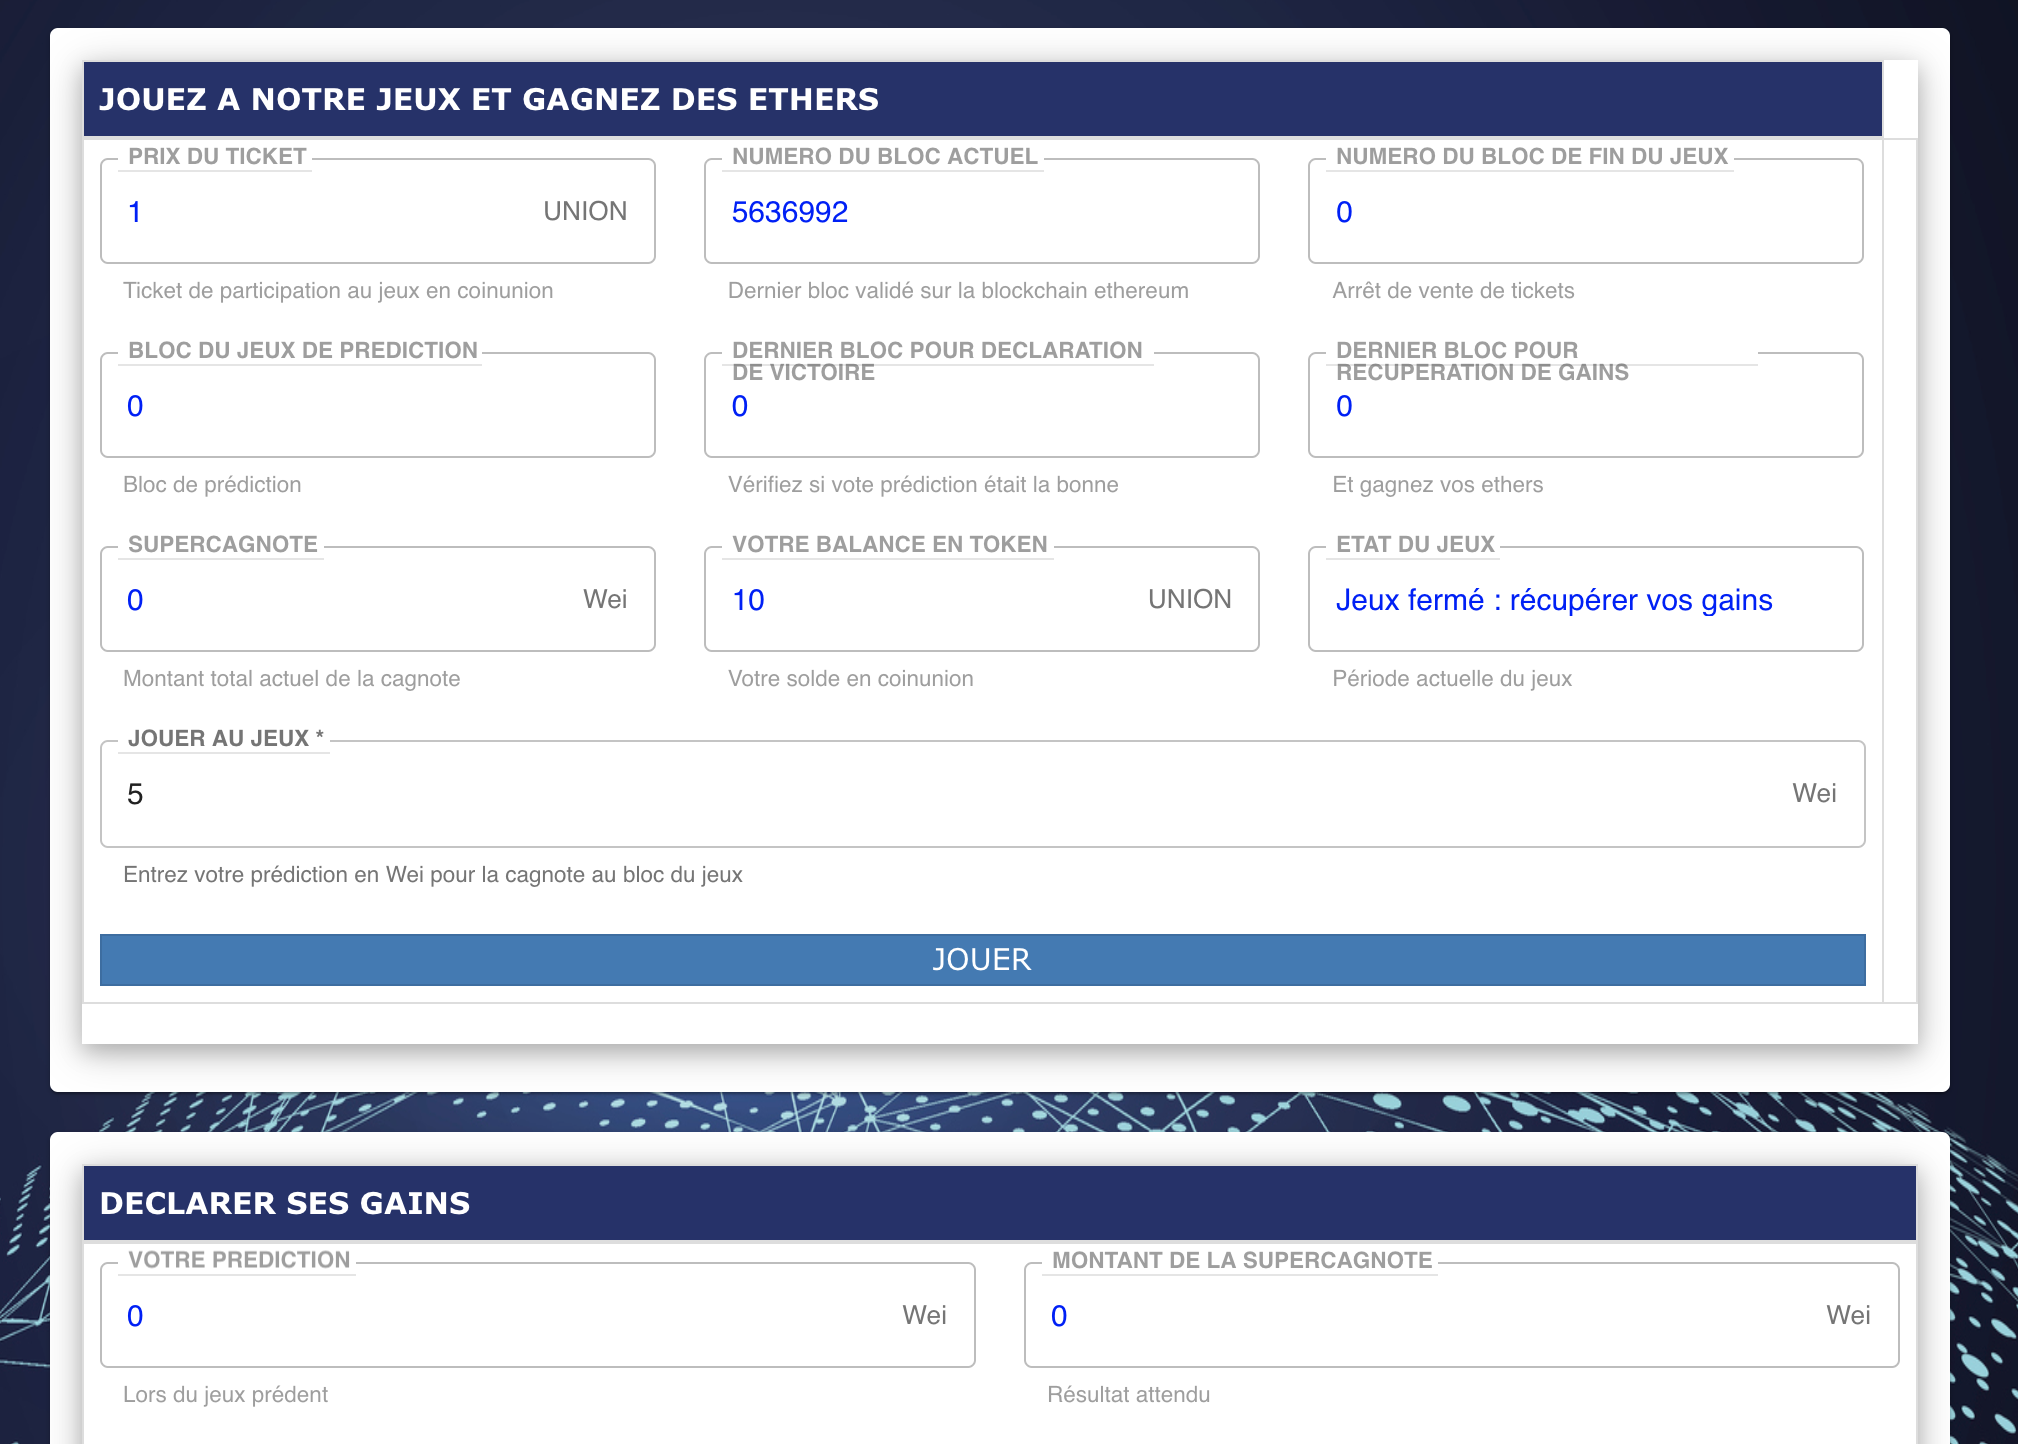 JOUEZ A NOTRE JEUX ET GAGNEZ DES ETHERS
PRIX DU TICKET
1 UNION
Ticket de participation au jeux en coinunion
NUMERO DU BLOC ACTUEL
5636992
Dernier bloc validé sur la blockchain ethereum
NUMERO DU BLOC DE FIN DU JEUX
0
Arrêt de vente de tickets
BLOC DU JEUX DE PREDICTION
0
Bloc de prédiction
DERNIER BLOC POUR DECLARATION
DE VICTOIRE
0
Vérifiez si vote prédiction était la bonne
DERNIER BLOC POUR
RECUPERATION DE GAINS
0
Et gagnez vos ethers
SUPERCAGNOTE
0 Wei
Montant total actuel de la cagnote
VOTRE BALANCE EN TOKEN
10 UNION
Votre solde en coinunion
ETAT DU JEUX
Jeux fermé : récupérer vos gains
Période actuelle du jeux
JOUER AU JEUX *
5 Wei
Entrez votre prédiction en Wei pour la cagnote au bloc du jeux
JOUER
DECLARER SES GAINS
VOTRE PREDICTION
0 Wei
Lors du jeux prédent
MONTANT DE LA SUPERCAGNOTE
0 Wei
Résultat attendu